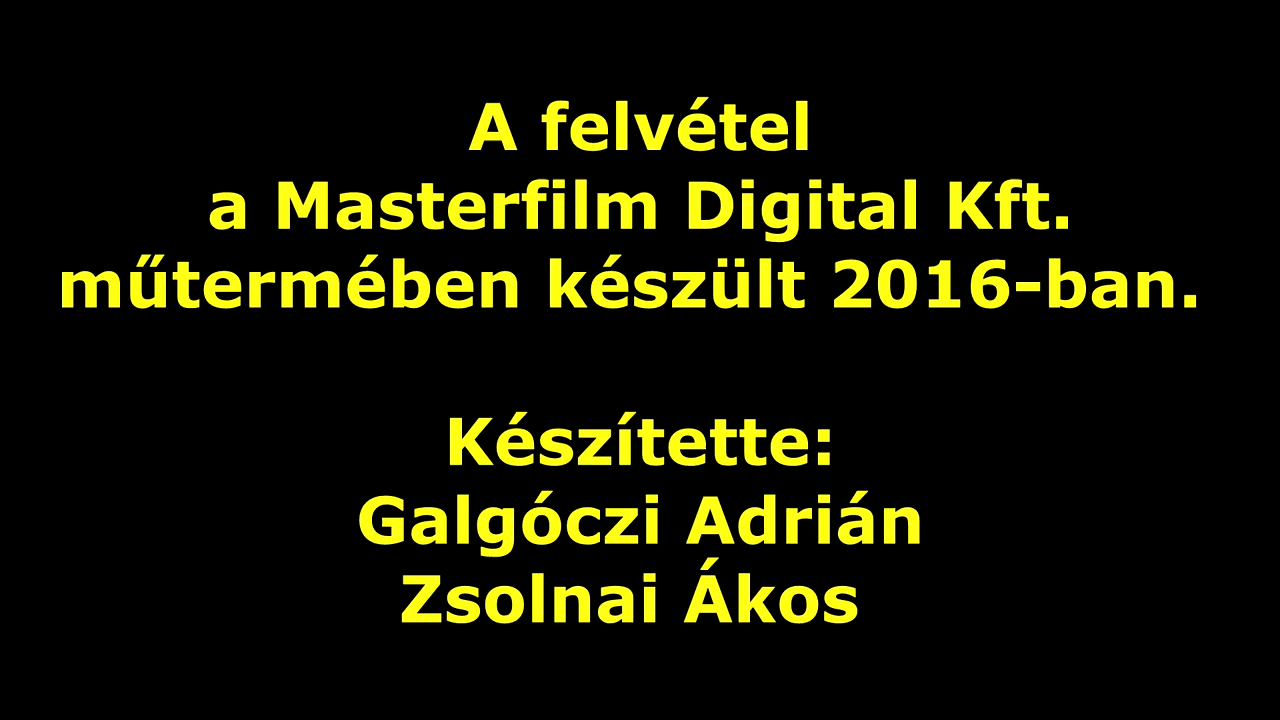 A felvétel
a Masterfilm Digital Kft.
műtermében készült 2016-ban.
Készítette:
Galgóczi Adrián
Zsolnai Ákos